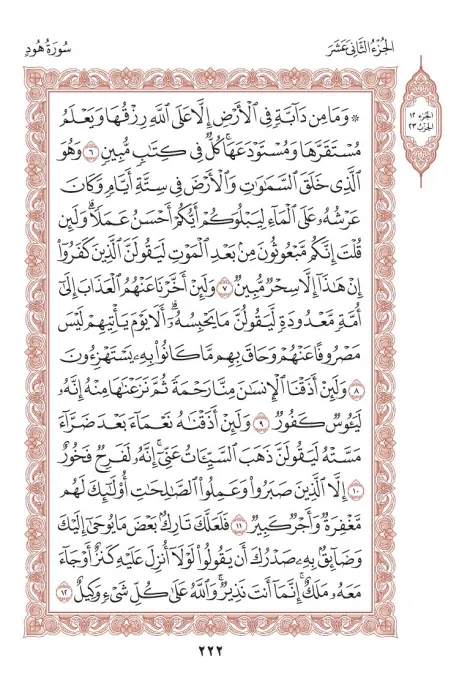 الجُزْءُ الثَّانِي عَشَرَ
سُورَةُ هُودٍ
الجزء ١٢
الحزب ٢٣
۞ وَمَا مِن دَآبَّةٖ فِي ٱلۡأَرۡضِ إِلَّا عَلَى ٱللَّهِ رِزۡقُهَا وَيَعۡلَمُ
مُسۡتَقَرَّهَا وَمُسۡتَوۡدَعَهَاۚ كُلّٞ فِي كِتَٰبٖ مُّبِينٖ ٦ وَهُوَ
ٱلَّذِي خَلَقَ ٱلسَّمَٰوَٰتِ وَٱلۡأَرۡضَ فِي سِتَّةِ أَيَّامٖ وَكَانَ
عَرۡشُهُۥ عَلَى ٱلۡمَآءِ لِيَبۡلُوَكُمۡ أَيُّكُمۡ أَحۡسَنُ عَمَلٗاۗ وَلَئِن
قُلۡتَ إِنَّكُم مَّبۡعُوثُونَ مِنۢ بَعۡدِ ٱلۡمَوۡتِ لَيَقُولَنَّ ٱلَّذِينَ كَفَرُوٓاْ
إِنۡ هَٰذَآ إِلَّا سِحۡرٞ مُّبِينٞ ٧ وَلَئِنۡ أَخَّرۡنَا عَنۡهُمُ ٱلۡعَذَابَ إِلَىٰٓ
أُمَّةٖ مَّعۡدُودَةٖ لَّيَقُولُنَّ مَا يَحۡبِسُهُۥٓۗ أَلَا يَوۡمَ يَأۡتِيهِمۡ لَيۡسَ
مَصۡرُوفًا عَنۡهُمۡ وَحَاقَ بِهِم مَّا كَانُواْ بِهِۦ يَسۡتَهۡزِءُونَ
٨ وَلَئِنۡ أَذَقۡنَا ٱلۡإِنسَٰنَ مِنَّا رَحۡمَةٗ ثُمَّ نَزَعۡنَٰهَا مِنۡهُ إِنَّهُۥ
لَيَـُٔوسٞ كَفُورٞ ٩ وَلَئِنۡ أَذَقۡنَٰهُ نَعۡمَآءَ بَعۡدَ ضَرَّآءَ
مَسَّتۡهُ لَيَقُولَنَّ ذَهَبَ ٱلسَّيِّـَٔاتُ عَنِّيٓۚ إِنَّهُۥ لَفَرِحٞ فَخُورٌ
١٠ إِلَّا ٱلَّذِينَ صَبَرُواْ وَعَمِلُواْ ٱلصَّٰلِحَٰتِ أُوْلَٰٓئِكَ لَهُم
مَّغۡفِرَةٞ وَأَجۡرٞ كَبِيرٞ ١١ فَلَعَلَّكَ تَارِكُۢ بَعۡضَ مَا يُوحَىٰٓ إِلَيۡكَ
وَضَآئِقُۢ بِهِۦ صَدۡرُكَ أَن يَقُولُواْ لَوۡلَآ أُنزِلَ عَلَيۡهِ كَنزٌ أَوۡ جَآءَ
مَعَهُۥ مَلَكٌۚ إِنَّمَآ أَنتَ نَذِيرٞۚ وَٱللَّهُ عَلَىٰ كُلِّ شَيۡءٖ وَكِيلٌ ١٢
٢٢٢